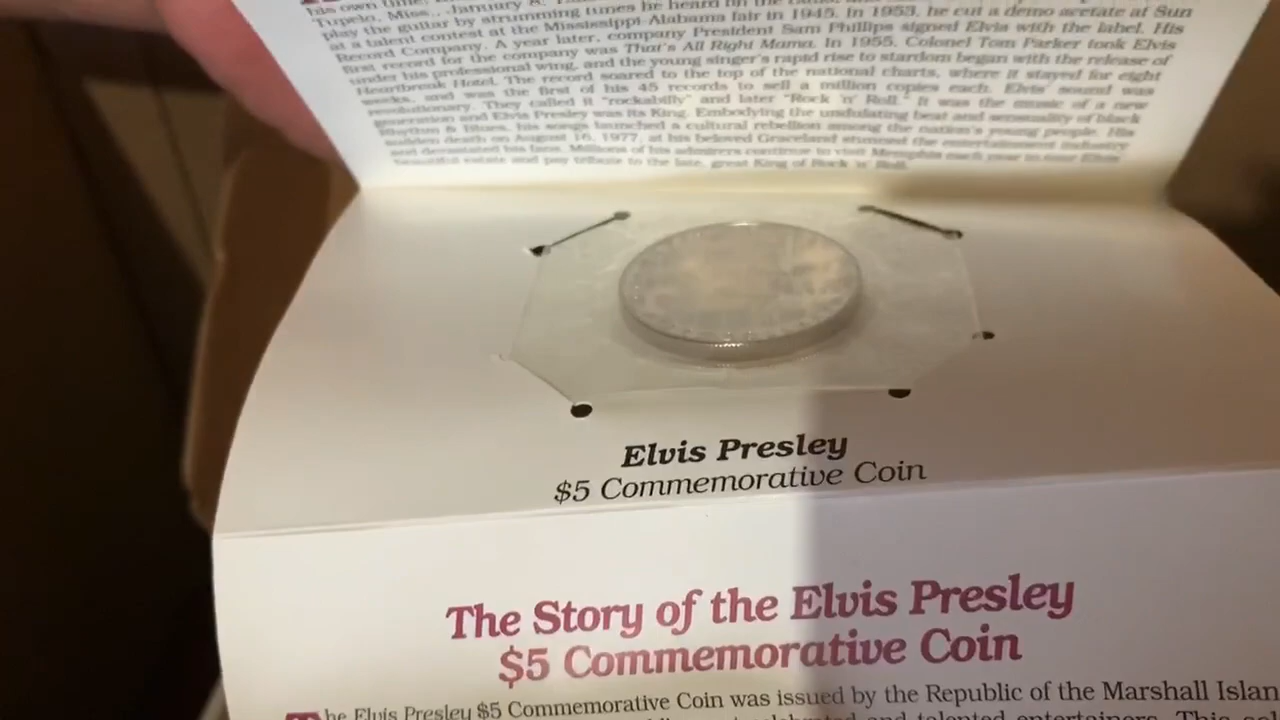 his own time,
Tupelo, Miss., January 8,
play the guitar by strumming tunes he heard on the
at a talent contest at the Mississippi-Alabama fair in 1945. In 1953, he cut a demo acetate at Sun
Record Company. A year later, company President Sam Phillips signed Elvis with the label. His
first record for the company was That's All Right Mama. In 1955, Colonel Tom Parker took Elvis
under his professional wing, and the young singer's rapid rise to stardom began with the release of
Heartbreak Hotel. The record soared to the top of the national charts, where it stayed for eight
weeks, and was the first of his 45 records to sell a million copies each. Elvis' sound was
revolutionary. They called it "rockabilly" and later "Rock 'n' Roll." It was the music of a new
generation and Elvis Presley was its King. Embodying the undulating beat and sensuality of black
Rhythm & Blues, his songs launched a cultural rebellion among the nation's young people. His
sudden death on August 16, 1977, at his beloved Graceland stunned the entertainment industry
and devastated his fans. Millions of his admirers continue to visit Memphis each year to tour Elvis'
beautiful estate and pay tribute to the late, great King of Rock 'n' Roll.
Elvis Presley
$5 Commemorative Coin
The Story of the Elvis Presley
$5 Commemorative Coin
The Elvis Presley $5 Commemorative Coin was issued by the Republic of the Marshall Islan
and talented entertainers. This